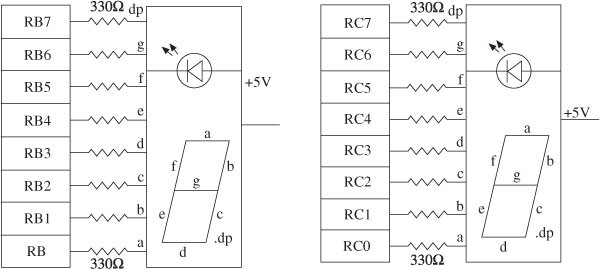 330Ω
RB7 dp
RB6 g
RB5 f
+5V
RB4 e
RB3 d
RB2 c
RB1 b
RB a
330Ω
a
f b
g
e c
d .dp
330Ω
RC7 dp
RC6 g
RC5 f
RC4 e
+5V
RC3 d
RC2 c
RC1 b
RC0 a
330Ω
a
f b
g
e c
d .dp